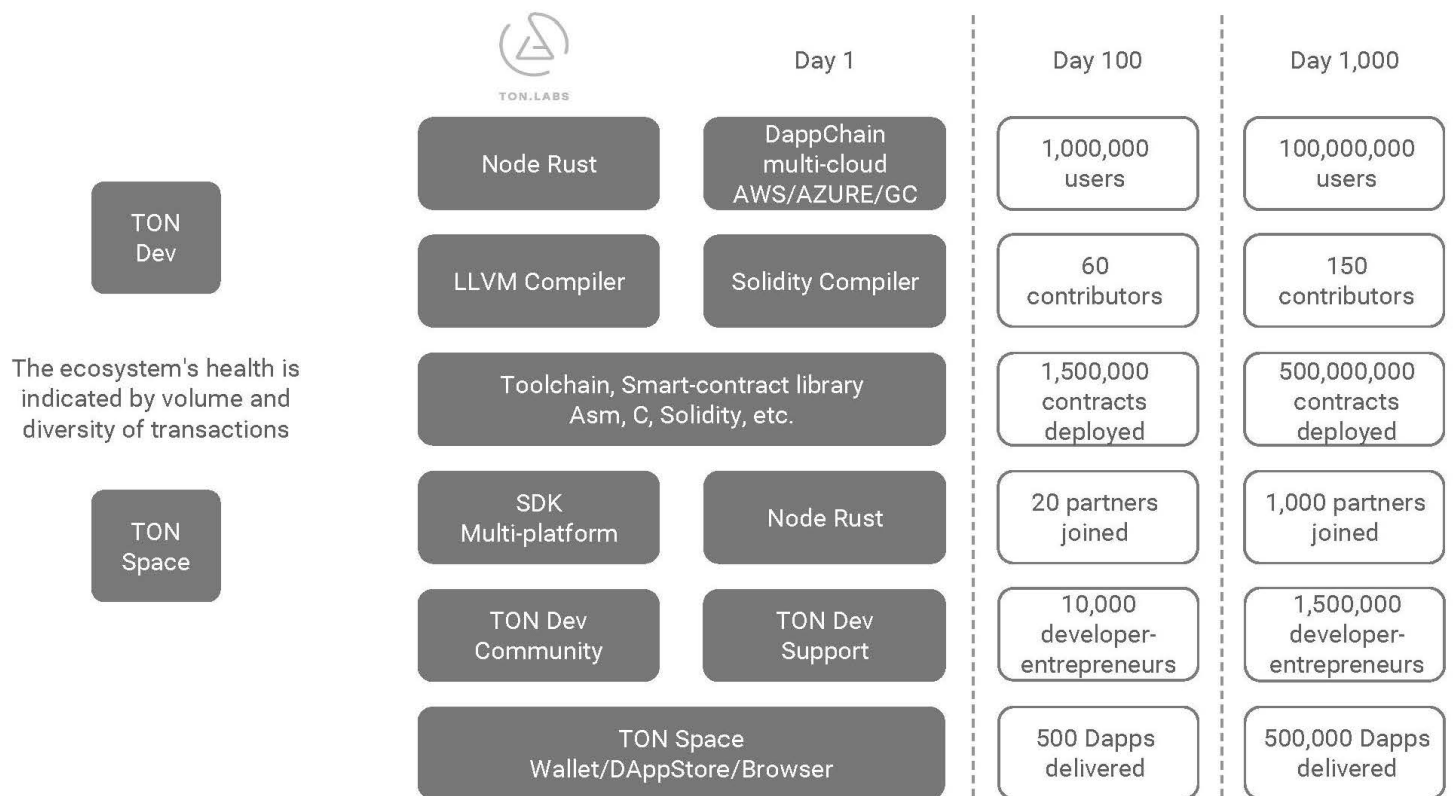 TON.LABS
Day 1
Day 100
Day 1,000
TON
Dev
The ecosystem's health is
indicated by volume and
diversity of transactions
TON
Space
Node Rust
DappChain
multi-cloud
AWS/AZURE/GC
1,000,000
users
100,000,000
users
LLVM Compiler
Solidity Compiler
60
contributors
150
contributors
Toolchain, Smart-contract library
Asm, C, Solidity, etc.
1,500,000
contracts
deployed
500,000,000
contracts
deployed
SDK
Multi-platform
Node Rust
20 partners
joined
1,000 partners
joined
TON Dev
Community
TON Dev
Support
10,000
developer-
entrepreneurs
1,500,000
developer-
entrepreneurs
TON Space
Wallet/DAppStore/Browser
500 Dapps
delivered
500,000 Dapps
delivered